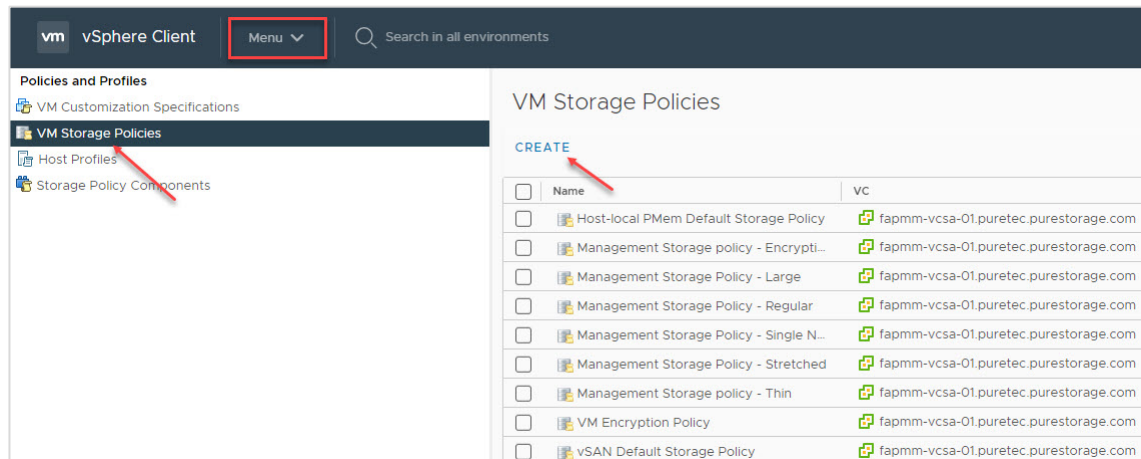 vm vSphere Client Menu Search in all environments
Policies and Profiles
VM Customization Specifications
VM Storage Policies
Host Profiles
Storage Policy Components
VM Storage Policies
CREATE
Name VC
Host-local PMem Default Storage Policy fapmm-vcsa-01.puretec.purestorage.com
Management Storage policy - Encrypti... fapmm-vcsa-01.puretec.purestorage.com
Management Storage Policy - Large fapmm-vcsa-01.puretec.purestorage.com
Management Storage Policy - Regular fapmm-vcsa-01.puretec.purestorage.com
Management Storage Policy - Single N... fapmm-vcsa-01.puretec.purestorage.com
Management Storage Policy - Stretched fapmm-vcsa-01.puretec.purestorage.com
Management Storage policy - Thin fapmm-vcsa-01.puretec.purestorage.com
VM Encryption Policy fapmm-vcsa-01.puretec.purestorage.com
vSAN Default Storage Policy fapmm-vcsa-01.puretec.purestorage.com